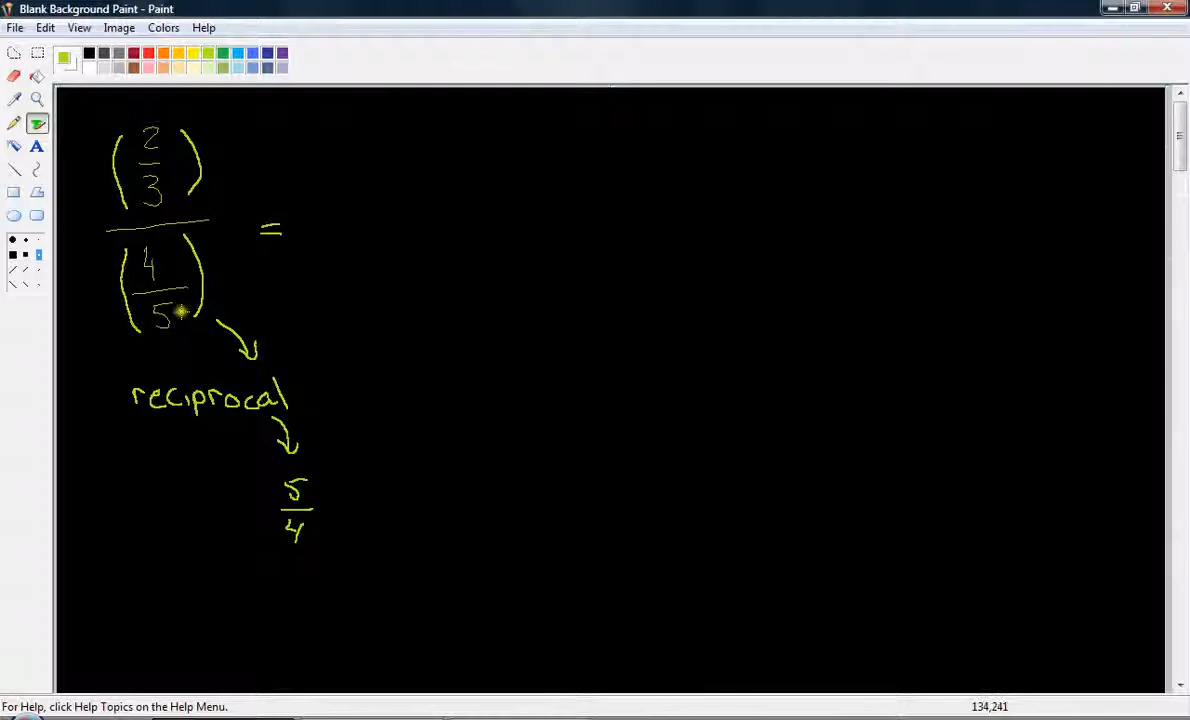 Blank Background Paint - Paint
File Edit View Image Colors Help
(2/3)
(4/5)
=
reciprocal
5
4
For Help, click Help Topics on the Help Menu.
134,241